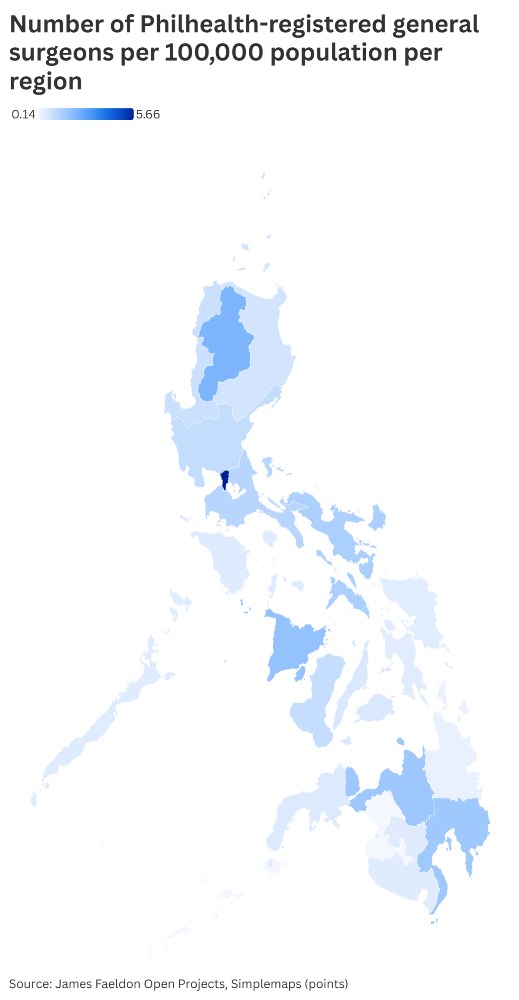 Number of Philhealth-registered general
surgeons per 100,000 population per
region
0.14 5.66
Source: James Faeldon Open Projects, Simplemaps (points)